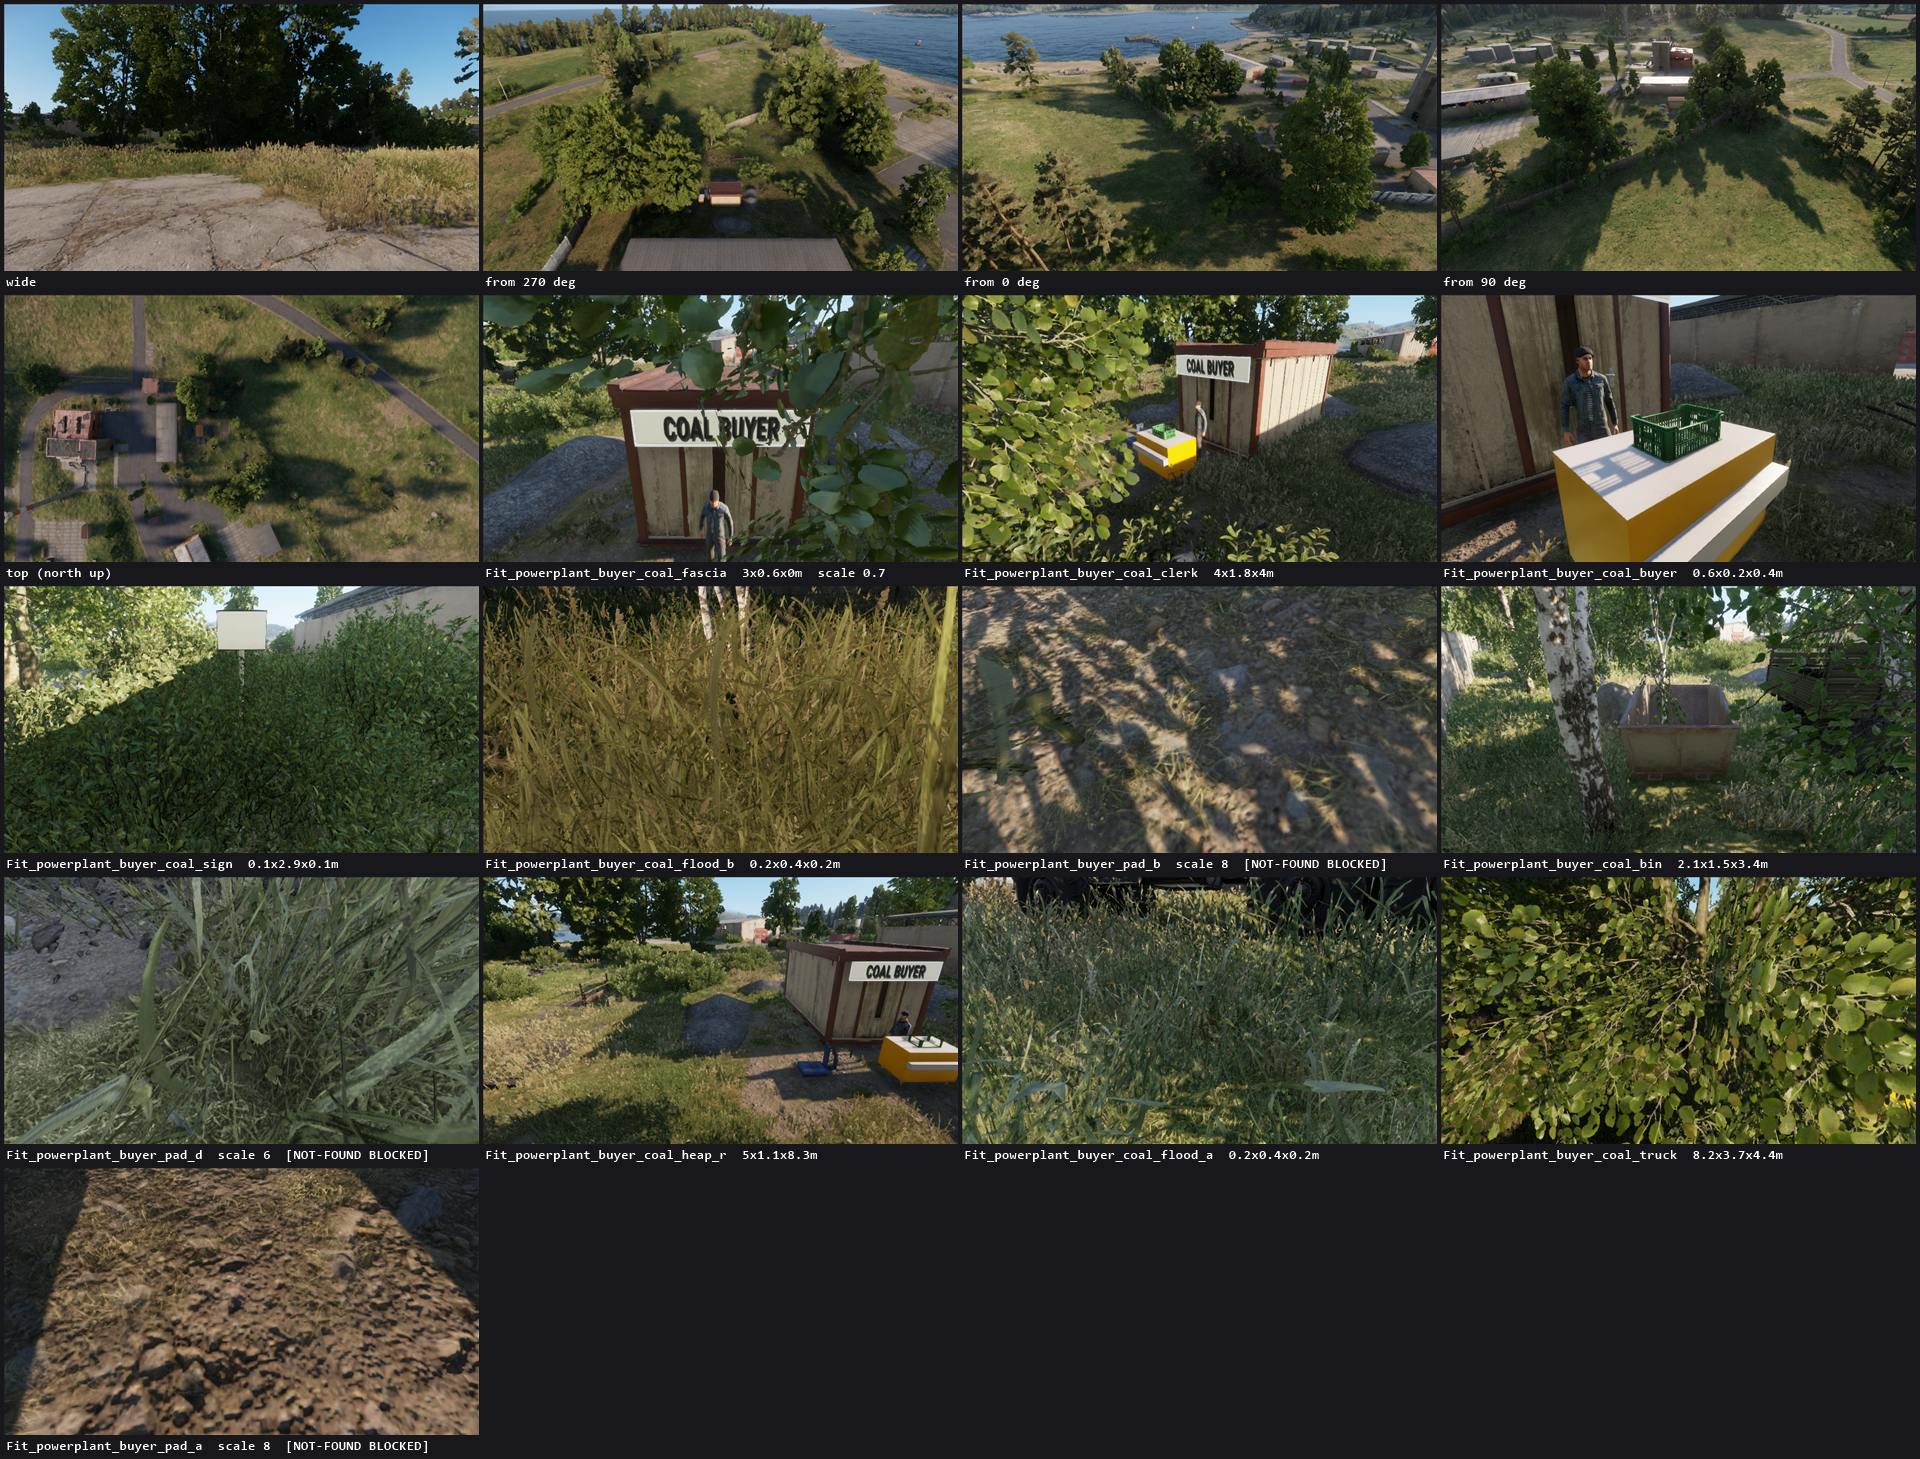 wide
from 270 deg
from 0 deg
from 90 deg
COAL BUYER
COAL BUYER
top (north up)
Fit_powerplant_buyer_coal_fascia 3x0.6x0m scale 0.7
Fit_powerplant_buyer_coal_clerk 4x1.8x4m
Fit_powerplant_buyer_coal_buyer 0.6x0.2x0.4m
Fit_powerplant_buyer_coal_sign 0.1x2.9x0.1m
Fit_powerplant_buyer_coal_flood_b 0.2x0.4x0.2m
Fit_powerplant_buyer_pad_b scale 8 [NOT-FOUND BLOCKED]
Fit_powerplant_buyer_coal_bin 2.1x1.5x3.4m
COAL BUYER
Fit_powerplant_buyer_pad_d scale 6 [NOT-FOUND BLOCKED]
Fit_powerplant_buyer_coal_heap_r 5x1.1x8.3m
Fit_powerplant_buyer_coal_flood_a 0.2x0.4x0.2m
Fit_powerplant_buyer_coal_truck 8.2x3.7x4.4m
Fit_powerplant_buyer_pad_a scale 8 [NOT-FOUND BLOCKED]